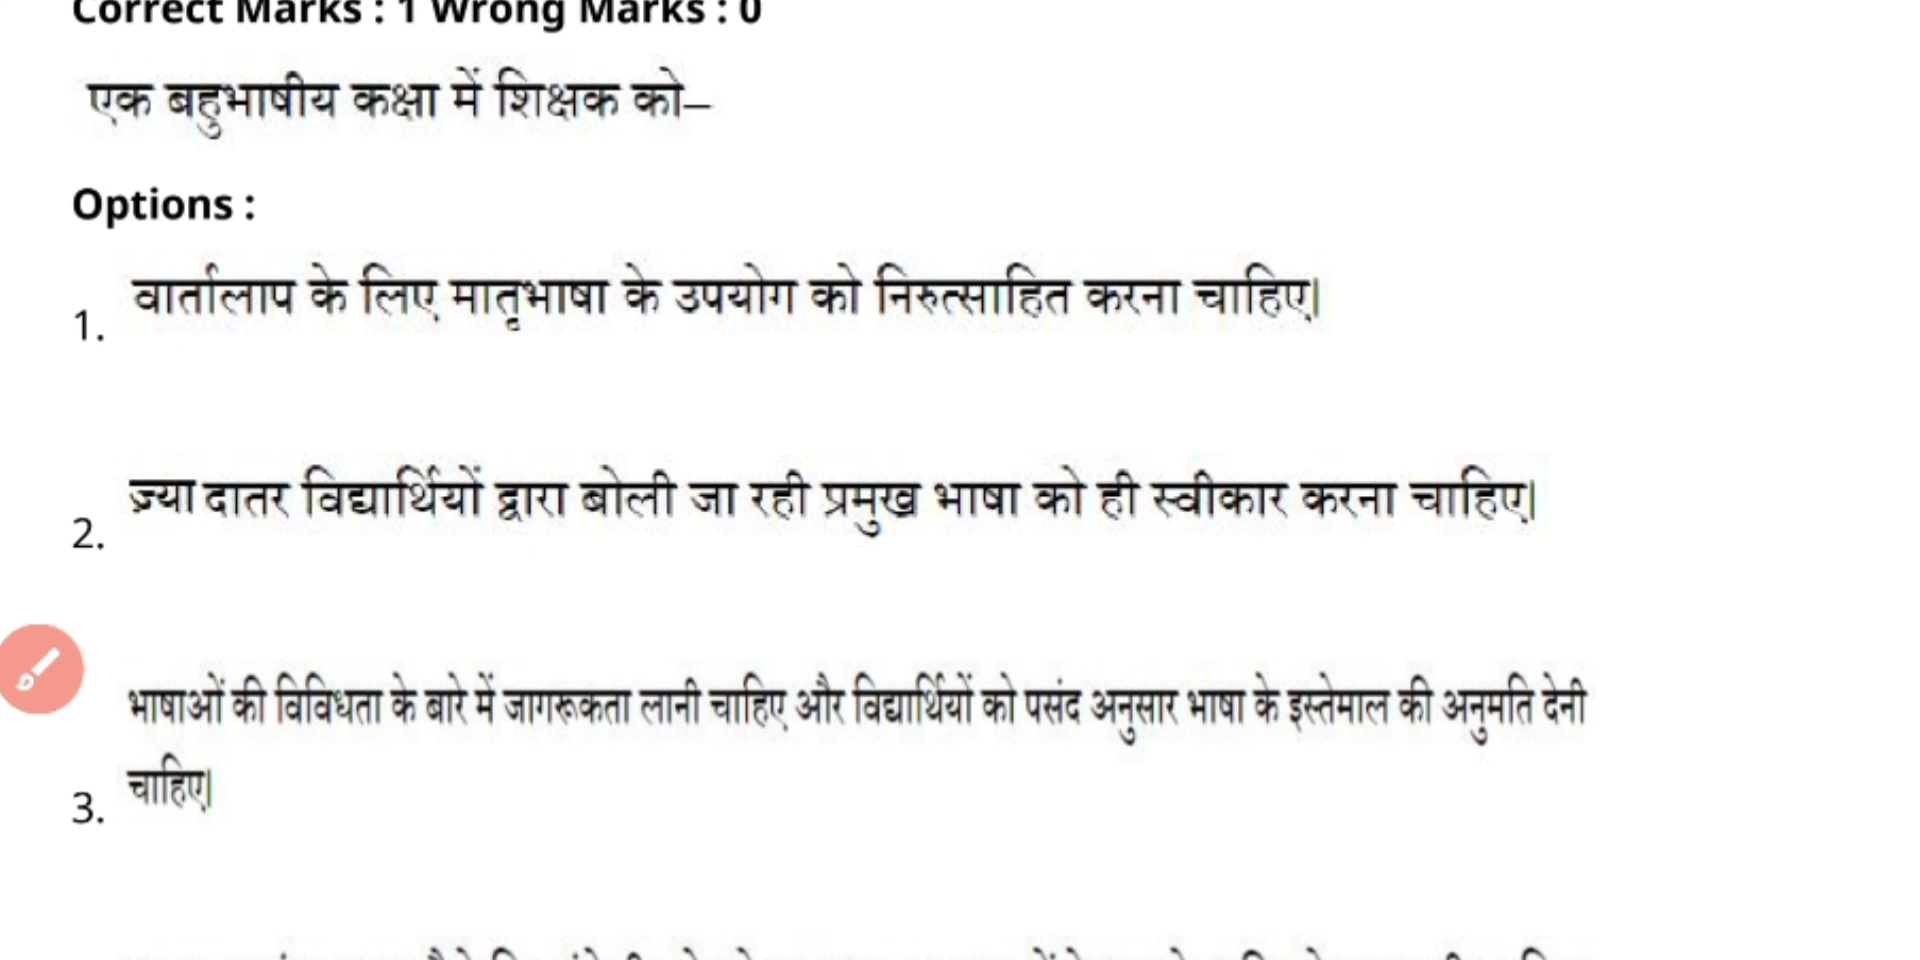 Correct Marks : 1 Wrong Marks : 0
एक बहुभाषीय कक्षा में शिक्षक को–
Options :
1. वार्तालाप के लिए मातृभाषा के उपयोग को निरुत्साहित करना चाहिए|
2. ज़्यादातर विद्यार्थियों द्वारा बोली जा रही प्रमुख भाषा को ही स्वीकार करना चाहिए|
भाषाओं की विविधता के बारे में जागरूकता लानी चाहिए और विद्यार्थियों को पसंद अनुसार भाषा के इस्तेमाल की अनुमति देनी
3. चाहिए|